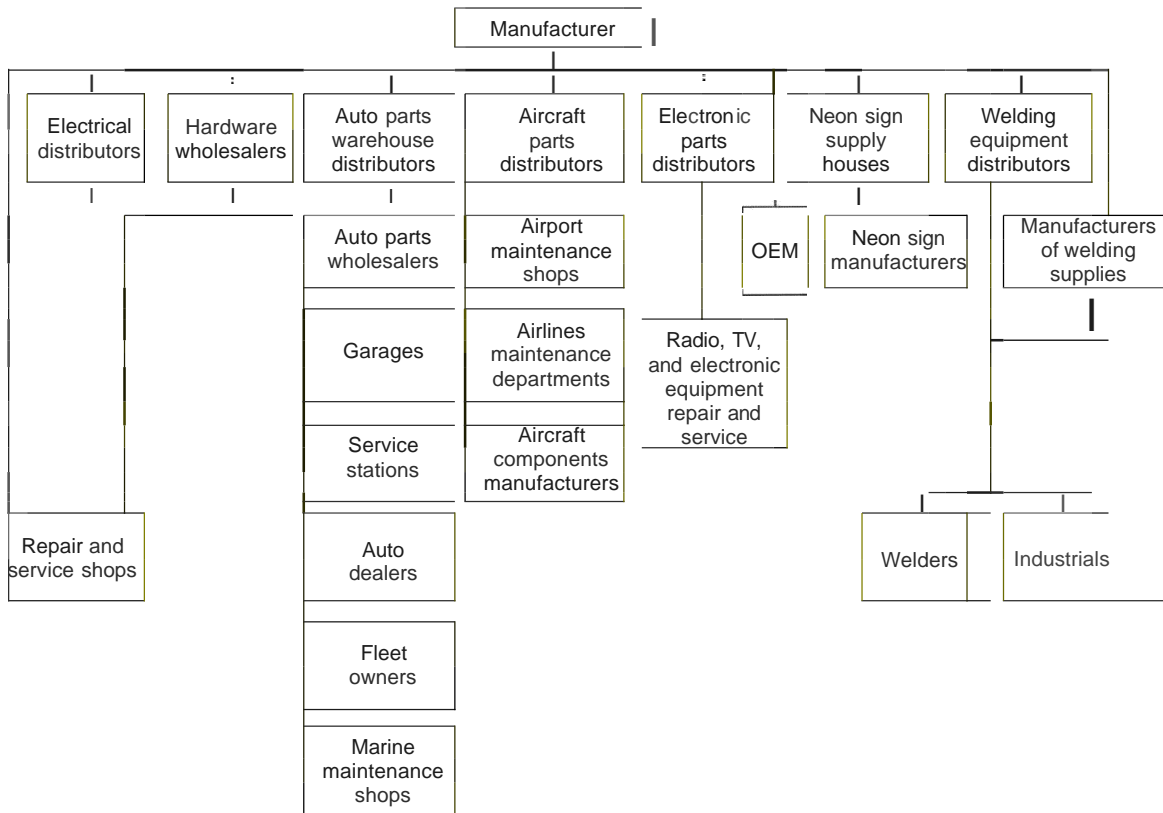 Manufacturer
Electrical
distributors
Hardware
wholesalers
Auto parts
warehouse
distributors
Aircraft
parts
distributors
Electronic
parts
distributors
Neon sign
supply
houses
Welding
equipment
distributors
Auto parts
wholesalers
Airport
maintenance
shops
OEM
Neon sign
manufacturers
Manufacturers
of welding
supplies
Garages
Airlines
maintenance
departments
Radio, TV,
and electronic
equipment
repair and
service
Service
stations
Aircraft
components
manufacturers
Repair and
service shops
Auto
dealers
Welders
Industrials
Fleet
owners
Marine
maintenance
shops